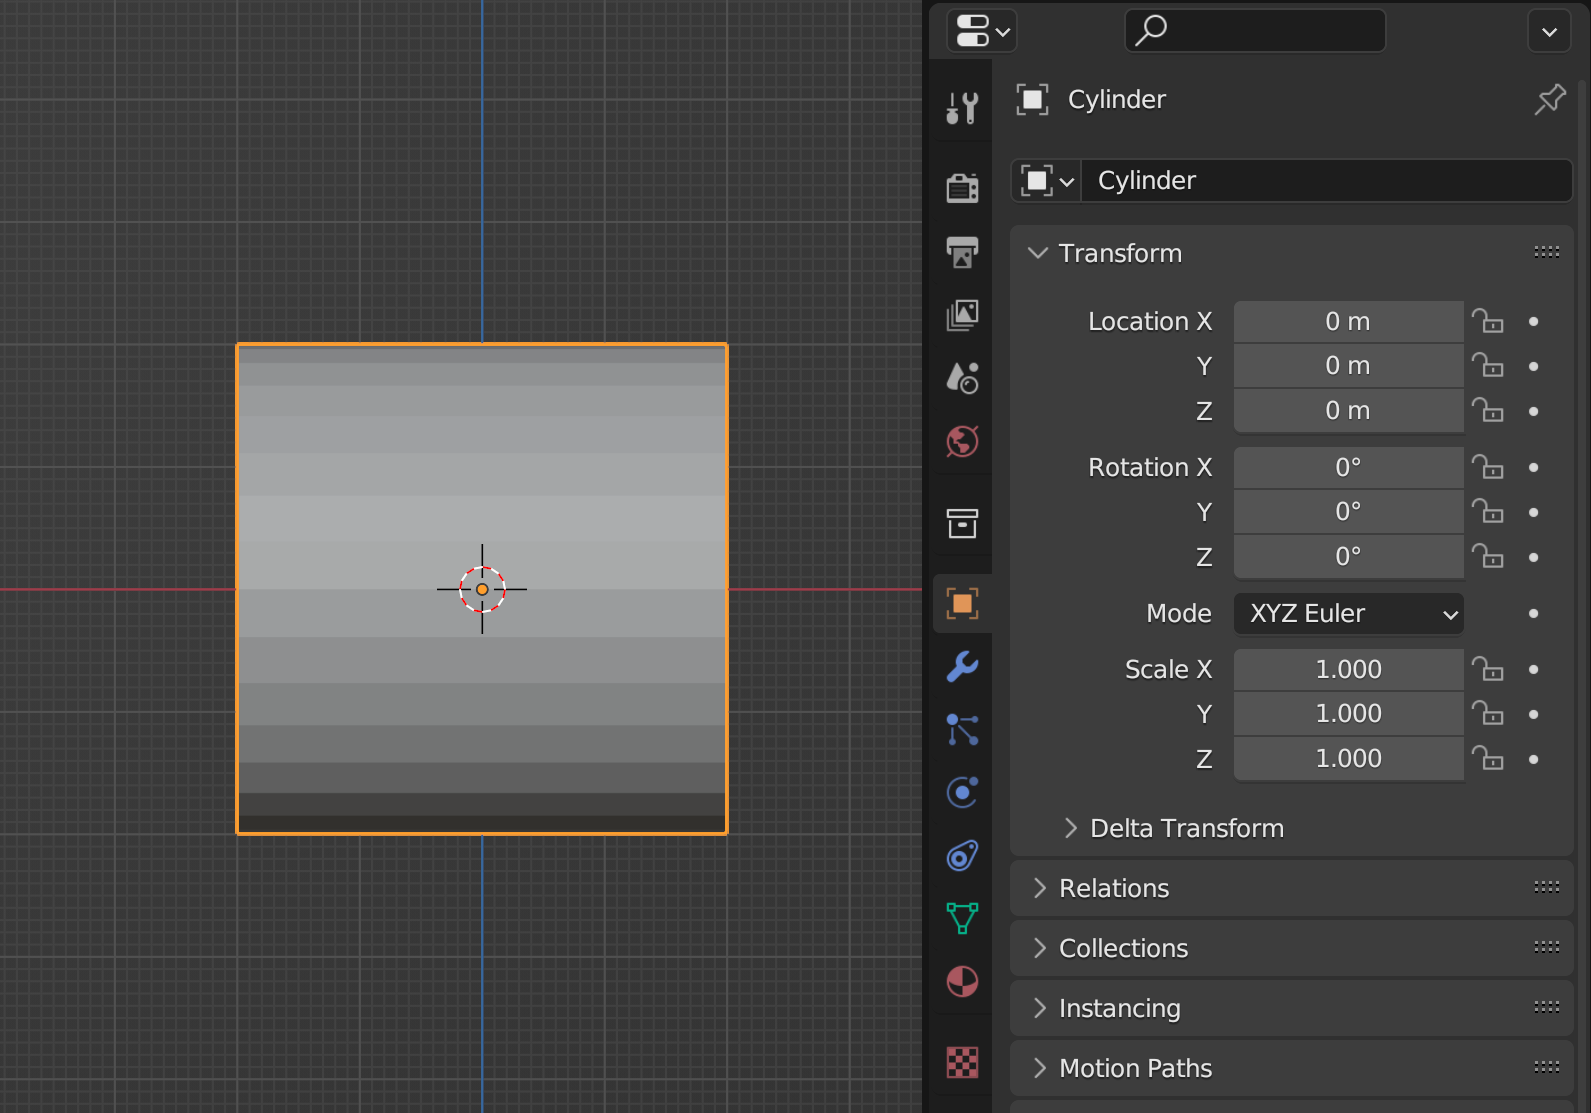 Cylinder
Cylinder
Transform
Location X 0 m
Y 0 m
Z 0 m
Rotation X 0°
Y 0°
Z 0°
Mode XYZ Euler
Scale X 1.000
Y 1.000
Z 1.000
Delta Transform
Relations
Collections
Instancing
Motion Paths